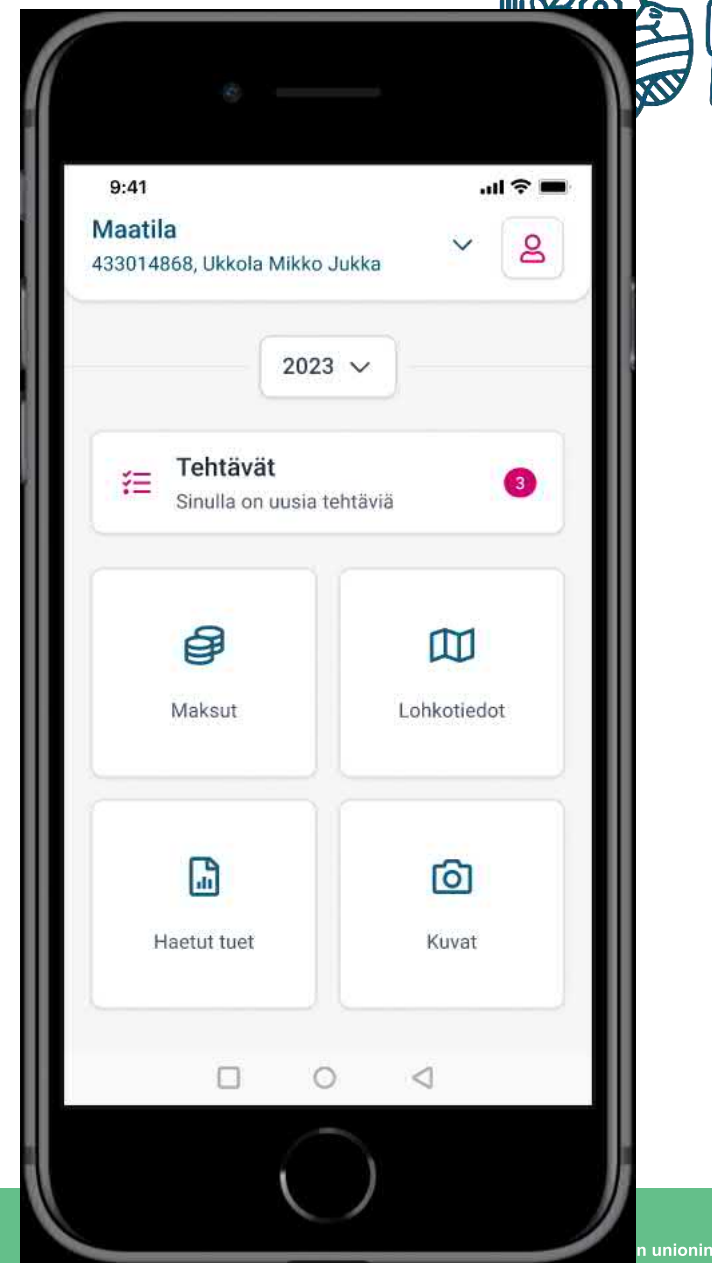 9:41
Maatila
433014868, Ukkola Mikko Jukka
2023
Tehtävät
Sinulla on uusia tehtäviä
3
Maksut
Lohkotiedot
Haetut tuet
Kuvat
n unionin